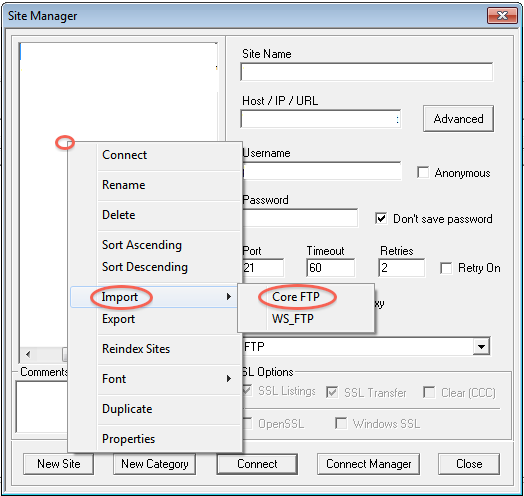 Site Manager
Site Name
Host / IP / URL
:
Advanced
Username
Anonymous
Password
Don't save password
Port
Timeout
Retries
21
60
2
Retry On
xy
FTP
Comments
SL Options
SSL Listings
SSL Transfer
Clear (CCC)
OpenSSL
Windows SSL
Connect
Rename
Delete
Sort Ascending
Sort Descending
Import
Export
Reindex Sites
Font
Duplicate
Properties
Core FTP
WS_FTP
New Site
New Category
Connect
Connect Manager
Close